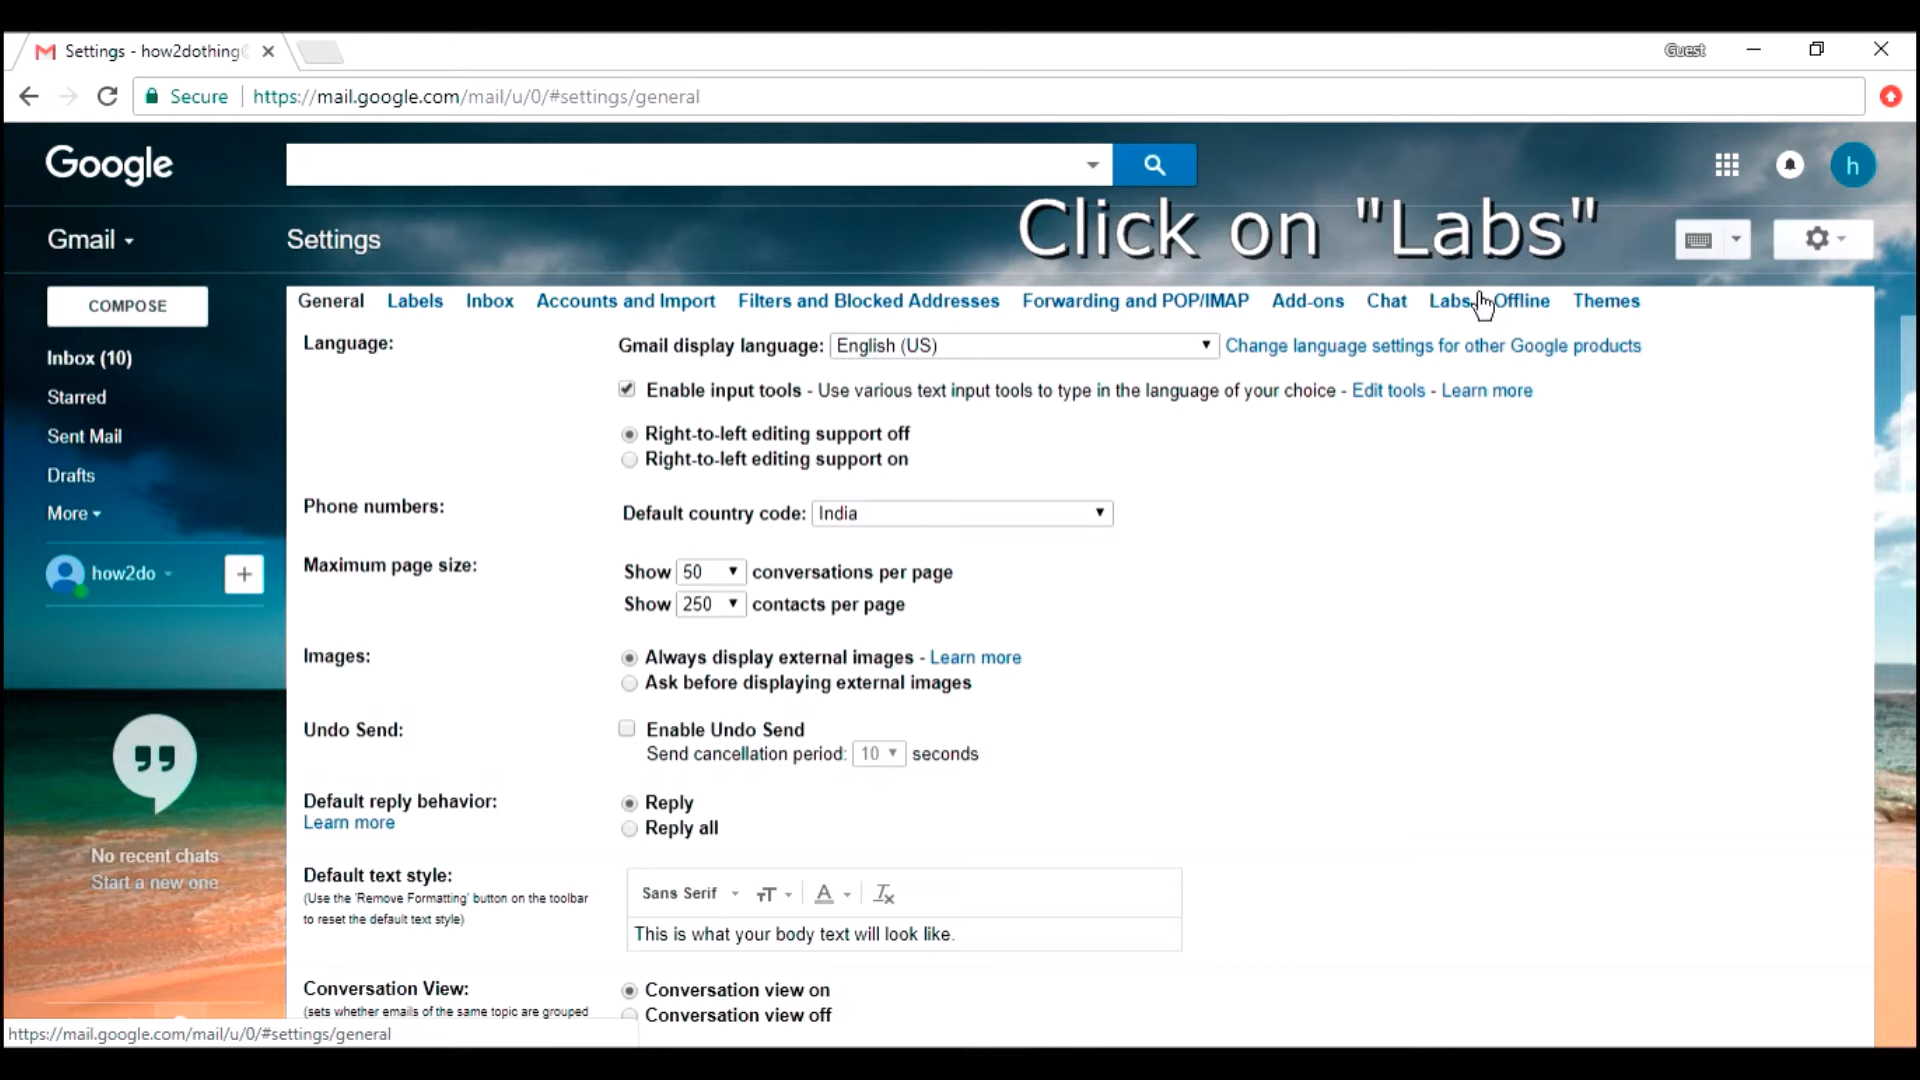 Settings - how2dothing@
Guest
Secure
https://mail.google.com/mail/u/0/#settings/general
Google
h
Click on "Labs"
Gmail
Settings
COMPOSE
General Labels Inbox Accounts and Import Filters and Blocked Addresses Forwarding and POP/IMAP Add-ons Chat Labs Offline Themes
Inbox (10)
Starred
Sent Mail
Drafts
More
how2do
No recent chats
Start a new one
Language:
Gmail display language: English (US) Change language settings for other Google products
Enable input tools - Use various text input tools to type in the language of your choice - Edit tools - Learn more
Right-to-left editing support off
Right-to-left editing support on
Phone numbers:
Default country code: India
Maximum page size:
Show 50 conversations per page
Show 250 contacts per page
Images:
Always display external images - Learn more
Ask before displaying external images
Undo Send:
Enable Undo Send
Send cancellation period: 10 seconds
Default reply behavior:
Learn more
Reply
Reply all
Default text style:
(Use the 'Remove Formatting' button on the toolbar
to reset the default text style)
Sans Serif
This is what your body text will look like.
Conversation View:
(sets whether emails of the same topic are grouped
Conversation view on
Conversation view off
https://mail.google.com/mail/u/0/#settings/general